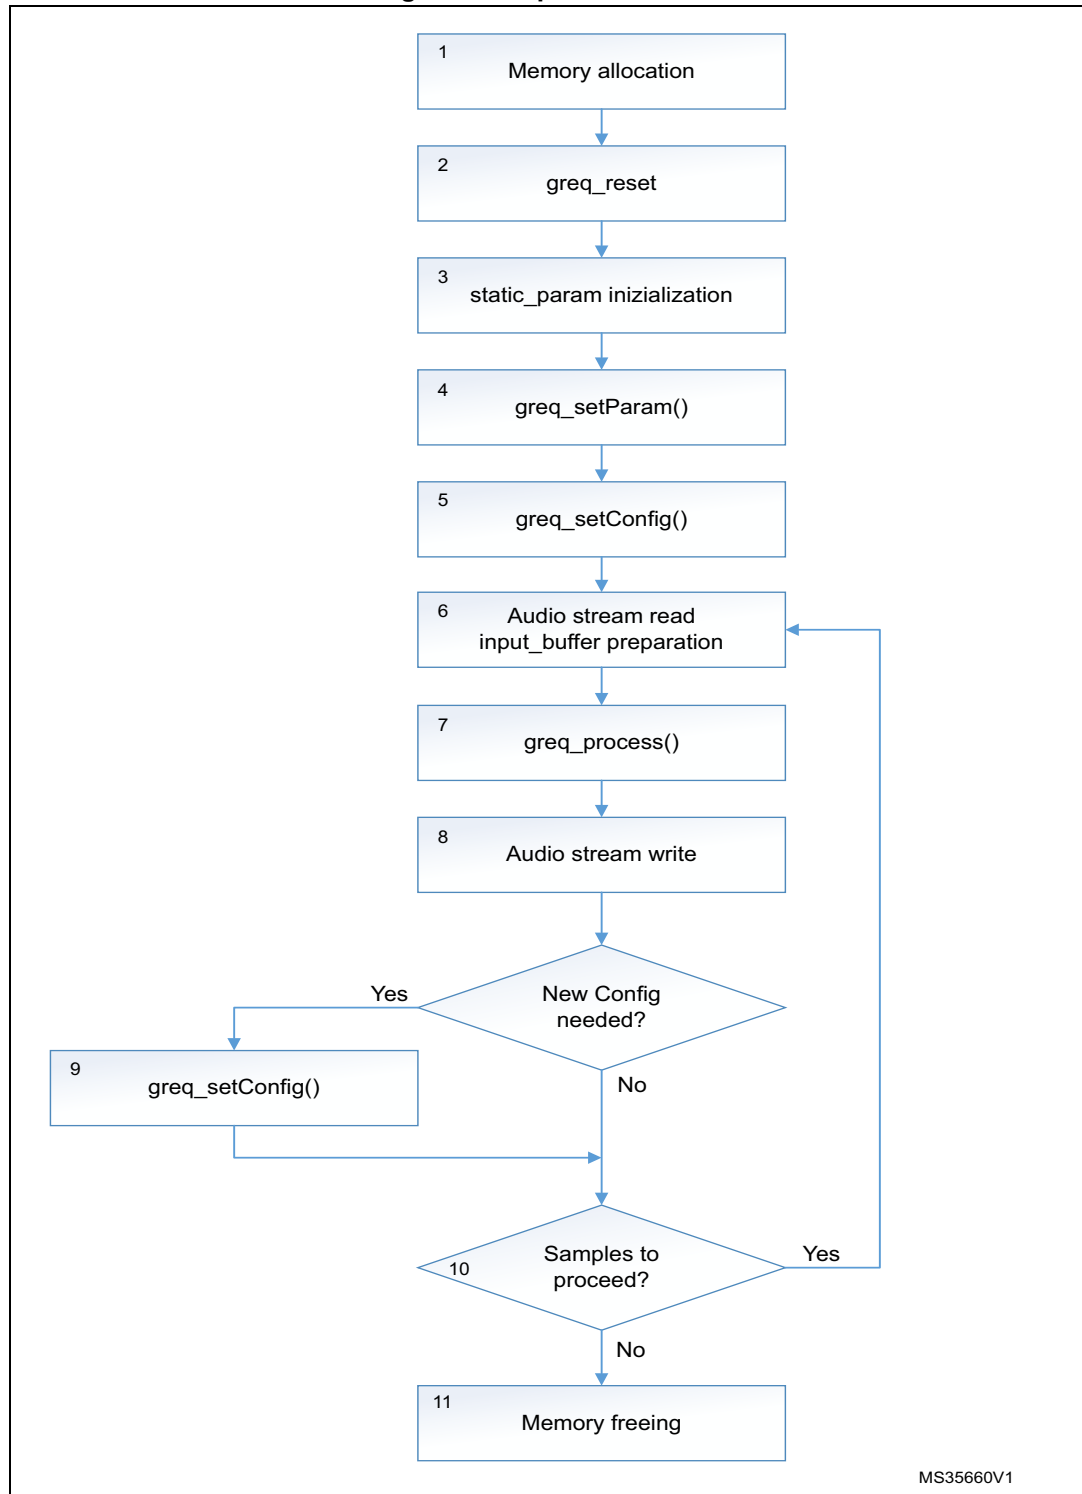 1
Memory allocation
2
greq_reset
3
static_param inizialization
4
greq_setParam()
5
greq_setConfig()
6
Audio stream read
input_buffer preparation
7
greq_process()
8
Audio stream write
New Config
needed?
Yes
No
9
greq_setConfig()
10
Samples to
proceed?
Yes
No
11
Memory freeing
MS35660V1